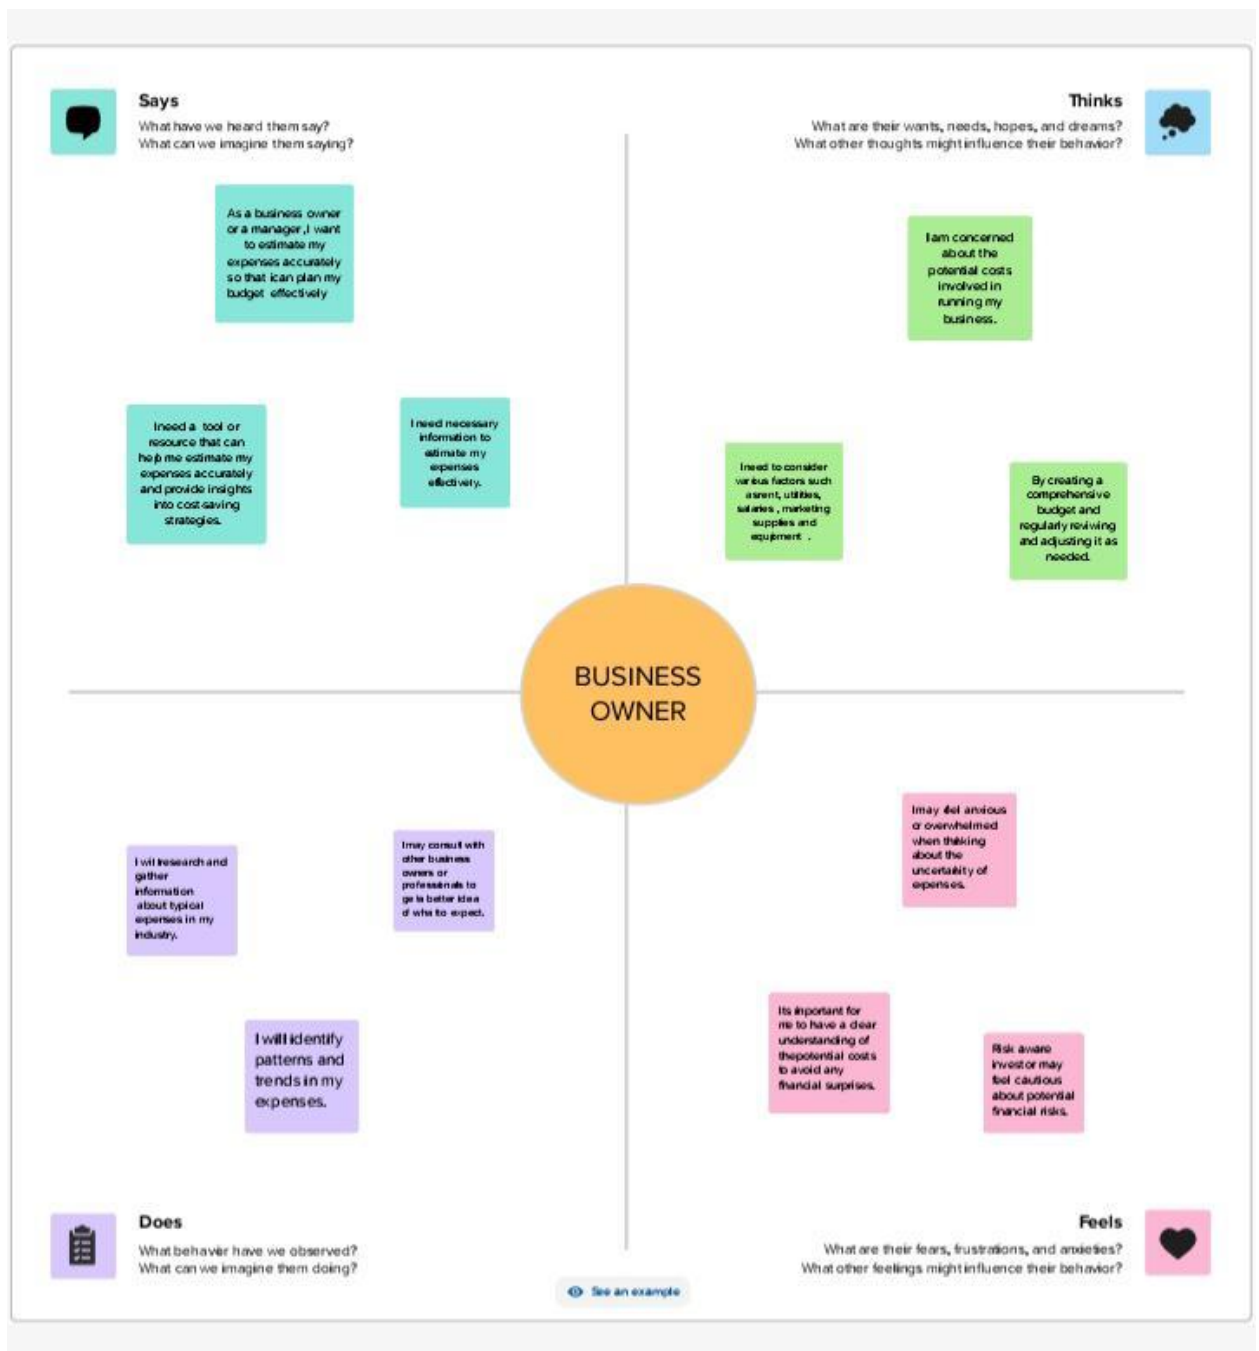 Says
What have we heard them say?
What can we imagine them saying?
As a business owner
or a manager ,I want
to estimate my
expenses accurately
so that ican plan my
budget effectively
Ineed a tool or
resource that can
help me estimate my
expenses accurately
and provide insights
into cost-saving
strategies.
I need necessary
information to
estimate my
expenses
effectively.
Thinks
What are their wants, needs, hopes, and dreams?
What other thoughts might influence their behavior?
I am concerned
about the
potential costs
involved in
running my
business.
I need to consider
various factors such
as rent, utilities,
salaries , marketing
supplies and
equipment .
By creating a
comprehensive
budget and
regularly reviwing
and adjusting it as
needed.
BUSINESS
OWNER
I will research and
gather
information
about typical
expenses in my
industry.
I may consult with
other business
owners or
professionals to
get a better idea
of what to expect.
I will identify
patterns and
trends in my
expenses.
Does
What behavior have we observed?
What can we imagine them doing?
I may feel anxious
or overwhelmed
when thinking
about the
uncertainity of
expenses.
Its important for
me to have a clear
understanding of
the potential costs
to avoid any
financial surprises.
Risk aware
investor may
feel cautious
about potential
financial risks.
Feels
What are their fears, frustrations, and anxieties?
What other feelings might influence their behavior?
See an example